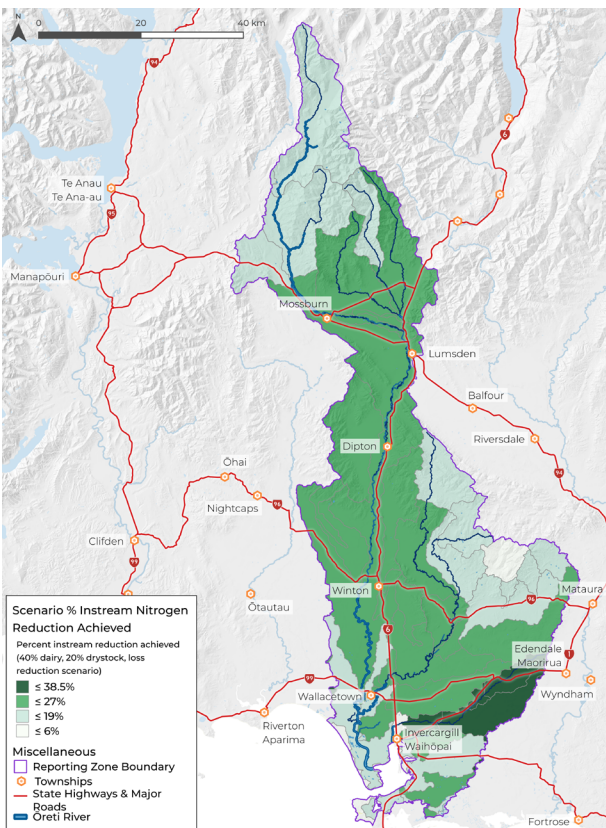 N
0 20 40 km
94
6
Te Anau
Te Ana-au
95
Manapōuri
Mossburn
Lumsden
Balfour
Dipton
Riversdale
Ōhai
94
Nightcaps
96
Clifden
99
Winton
96
Mataura
Ōtautau
6
Edendale
Maorirua
1
99
Wallacetown
Wyndham
Riverton
Aparima
Invercargill
Waihōpai
Fortrose
Scenario % Instream Nitrogen
Reduction Achieved
Percent instream reduction achieved
(40% dairy, 20% drystock, loss
reduction scenario)
≤ 38.5%
≤ 27%
≤ 19%
≤ 6%
Miscellaneous
Reporting Zone Boundary
Townships
State Highways & Major
Roads
Ōreti River